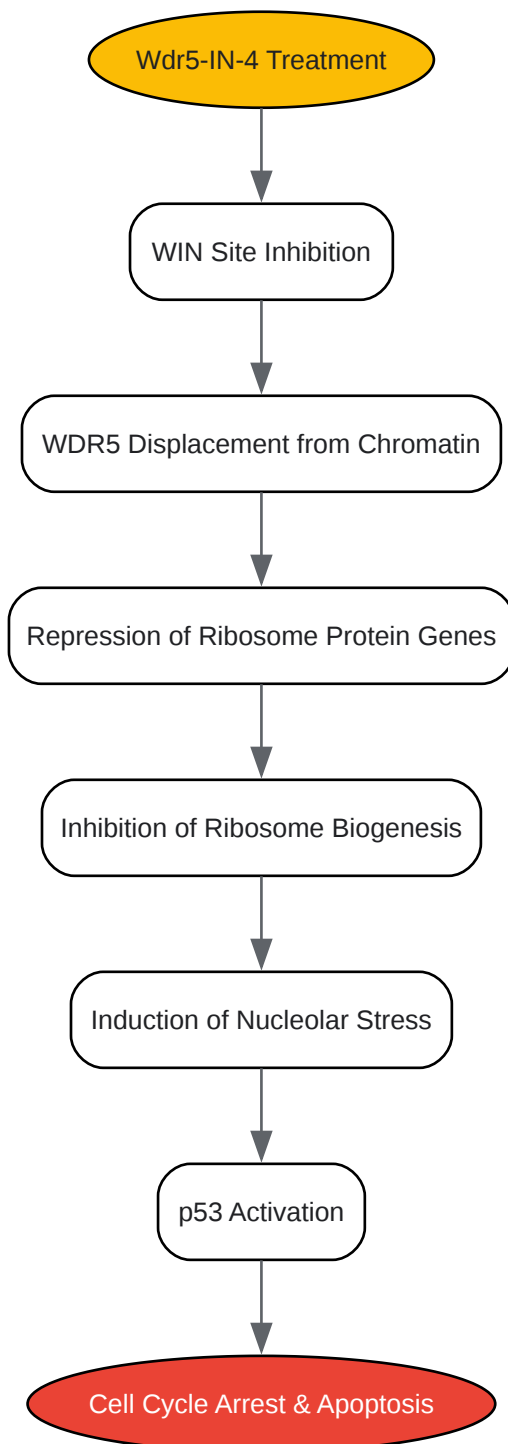 Wdr5-IN-4 Treatment
WIN Site Inhibition
WDR5 Displacement from Chromatin
Repression of Ribosome Protein Genes
Inhibition of Ribosome Biogenesis
Induction of Nucleolar Stress
p53 Activation
Cell Cycle Arrest & Apoptosis